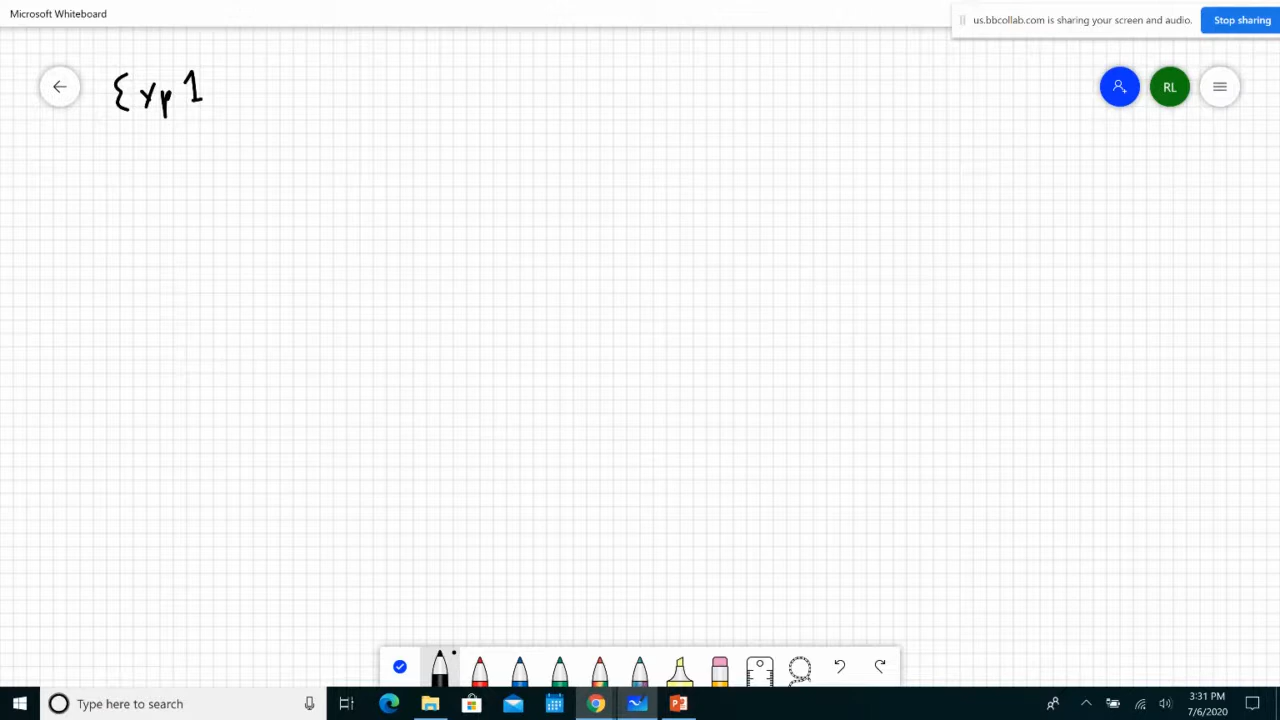 Microsoft Whiteboard
us.bbcollab.com is sharing your screen and audio.
Stop sharing
Exp 1
RL
Type here to search
3:31 PM
7/6/2020